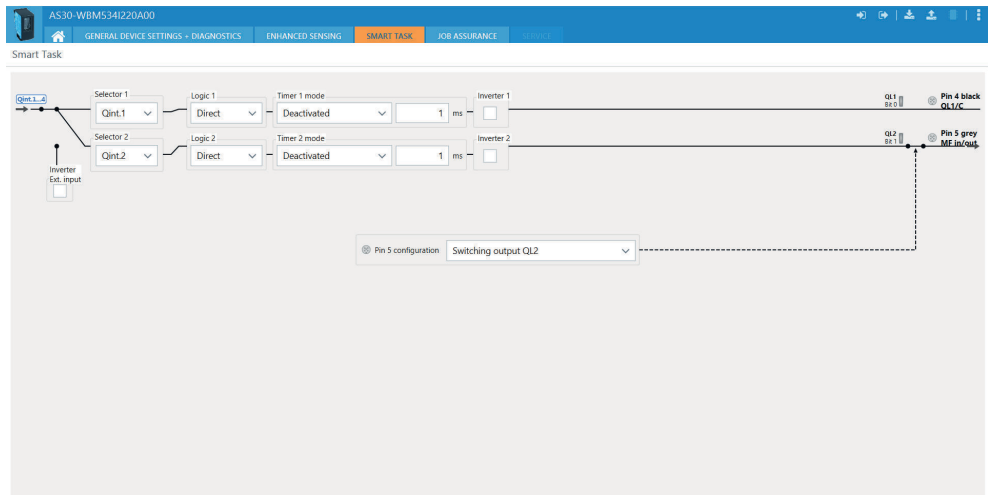 AS30-WBM534I220A00
GENERAL DEVICE SETTINGS + DIAGNOSTICS
ENHANCED SENSING
SMART TASK
JOB ASSURANCE
SERVICE
Smart Task
Qint.1...4
Selector 1
Logic 1
Timer 1 mode
Inverter 1
Qint.1
Direct
Deactivated
1 ms
QL1
Bit 0
Pin 4 black
QL1/C
Selector 2
Logic 2
Timer 2 mode
Inverter 2
Qint.2
Direct
Deactivated
1 ms
QL2
Bit 1
Pin 5 grey
MF in/out
Inverter
Ext. input
Pin 5 configuration
Switching output QL2